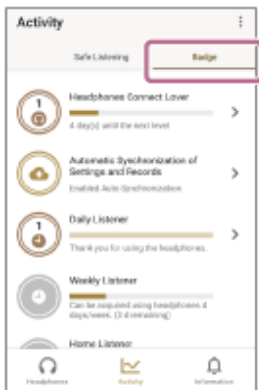 Activity
Safe Listening
Badge
1
Headphones Connect Lover
4 day(s) until the next level
Automatic Synchronization of
Settings and Records
Enabled Auto Synchronization.
1
Daily Listener
Thank you for using the headphones.
Weekly Listener
Can be acquired using headphones 4
days/week. (3 d remaining)
Home Listener
Headphones
Activity
Information